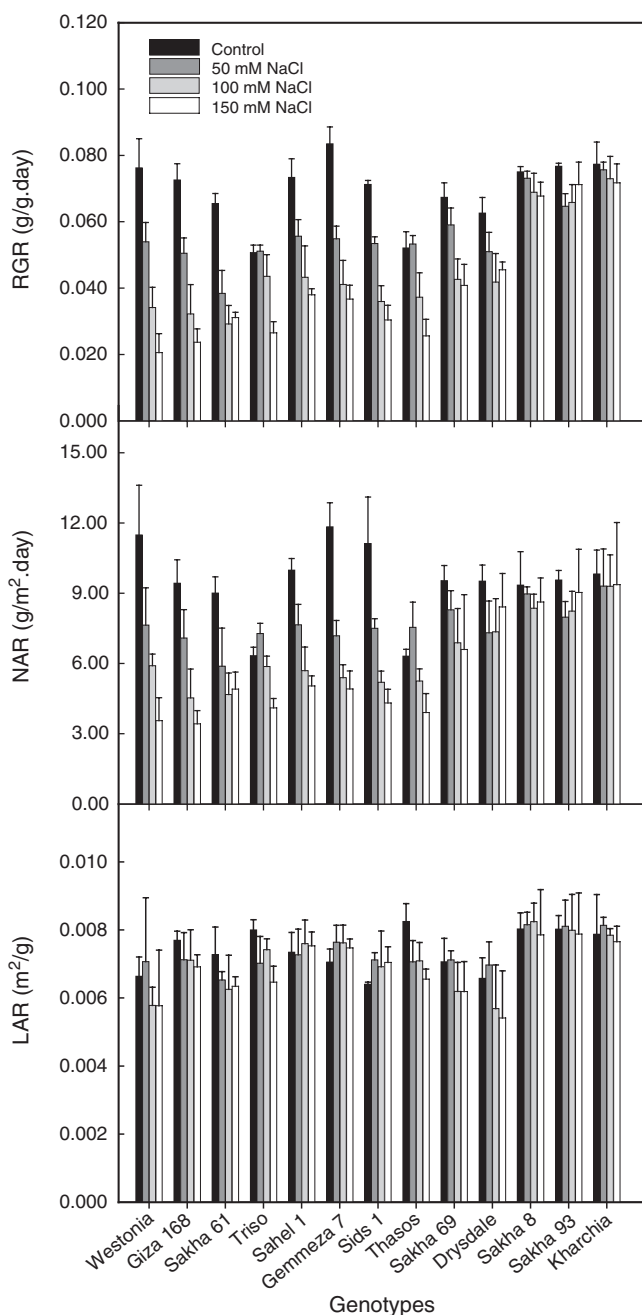 0.120
0.100
0.080
0.060
0.040
0.020
0.000
RGR (g/g.day)
Control
50 mM NaCl
100 mM NaCl
150 mM NaCl
15.00
12.00
9.00
6.00
3.00
0.00
NAR (g/m².day)
0.010
0.008
0.006
0.004
0.002
0.000
LAR (m²/g)
Westonia
Giza 168
Sakha 61
Triso
Sahel 1
Gemmeza 7
Sids 1
Thasos
Sakha 69
Drysdale
Sakha 8
Sakha 93
Kharchia
Genotypes